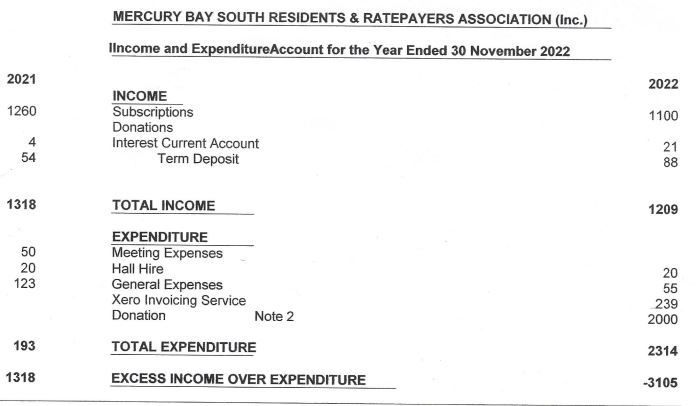 MERCURY BAY SOUTH RESIDENTS & RATEPAYERS ASSOCIATION (Inc.)
IIncome and ExpenditureAccount for the Year Ended 30 November 2022
2021 2022
INCOME
1260 Subscriptions 1100
Donations
4 Interest Current Account 21
54 Term Deposit 88
1318 TOTAL INCOME 1209
EXPENDITURE
50 Meeting Expenses
20 Hall Hire 20
123 General Expenses 55
Xero Invoicing Service 239
Donation Note 2 2000
193 TOTAL EXPENDITURE 2314
1318 EXCESS INCOME OVER EXPENDITURE -3105